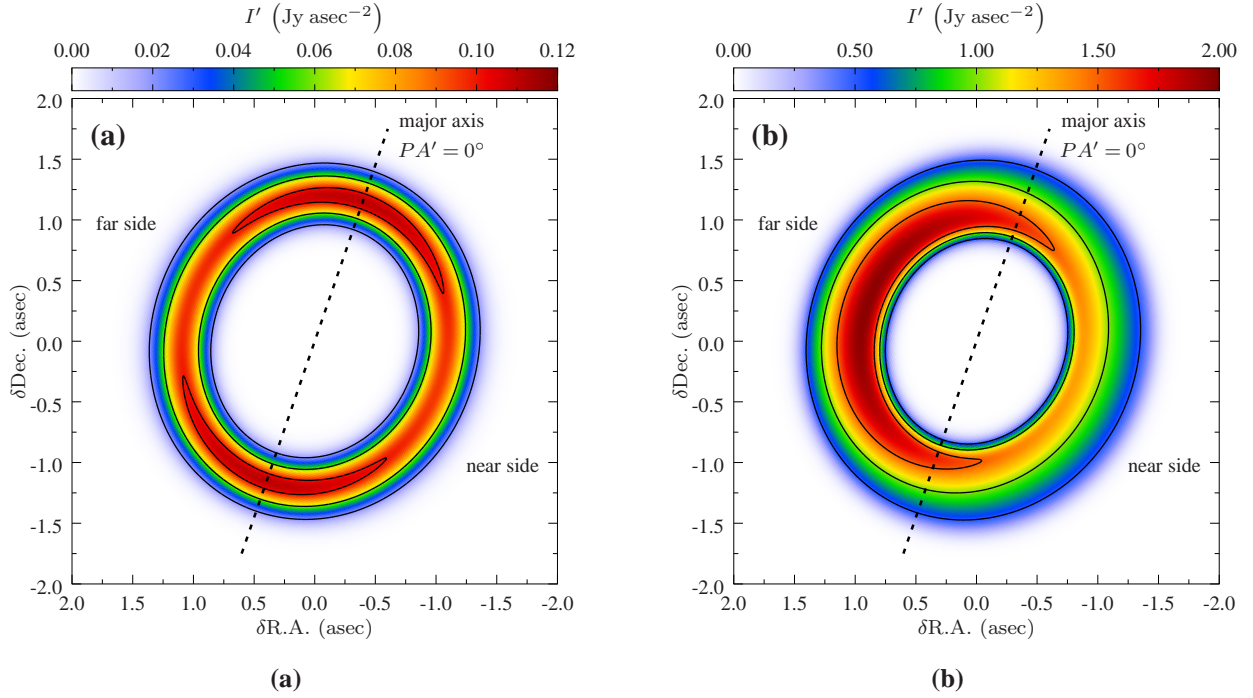 I′ (Jy asec⁻²)
0.00 0.02 0.04 0.06 0.08 0.10 0.12
2.0
1.5
1.0
0.5
0.0
-0.5
-1.0
-1.5
-2.0
(a)
major axis
PA′ = 0°
far side
near side
δDec. (asec)
2.0 1.5 1.0 0.5 0.0 -0.5 -1.0 -1.5 -2.0
δR.A. (asec)
(a)
I′ (Jy asec⁻²)
0.00 0.50 1.00 1.50 2.00
2.0
1.5
1.0
0.5
0.0
-0.5
-1.0
-1.5
-2.0
(b)
major axis
PA′ = 0°
far side
near side
δDec. (asec)
2.0 1.5 1.0 0.5 0.0 -0.5 -1.0 -1.5 -2.0
δR.A. (asec)
(b)